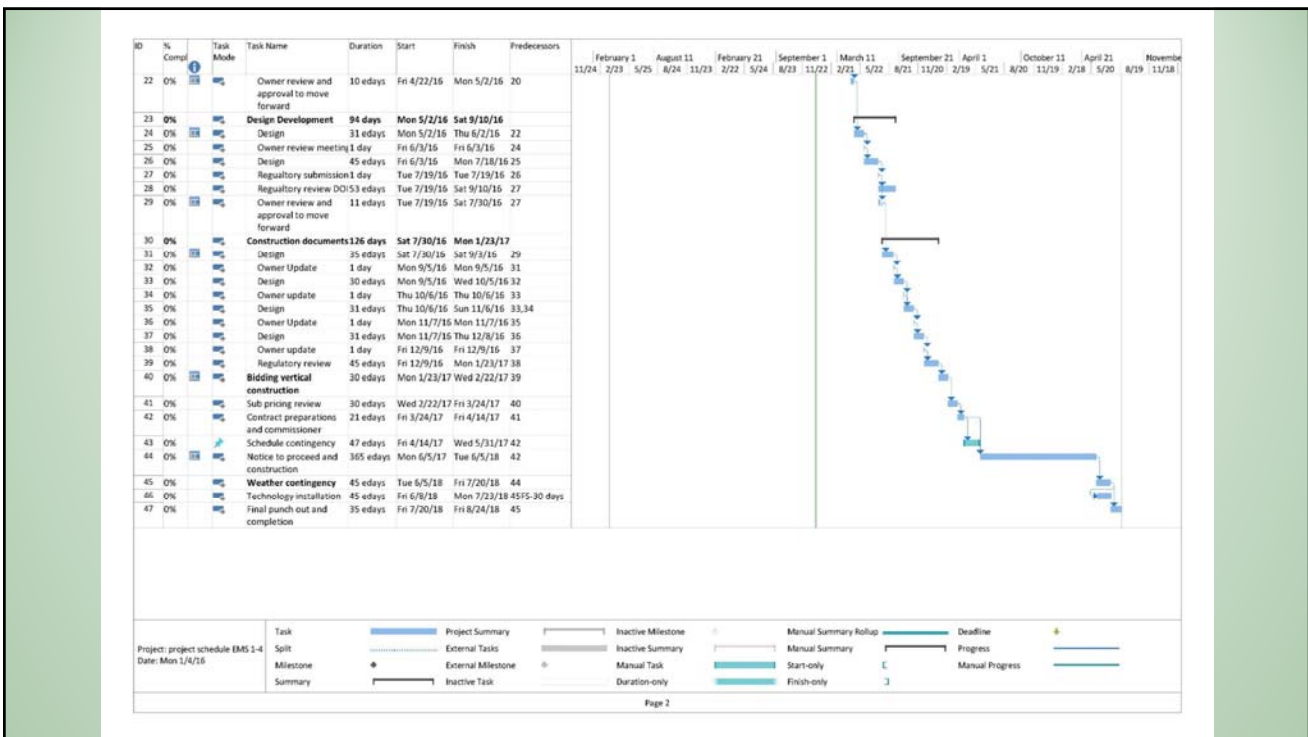 ID % Compl Task Mode Task Name Duration Start Finish Predecessors
February 1 August 11 February 21 September 1 March 11 September 21 April 1 October 11 April 21 Novembe
11/24 2/23 5/25 8/24 11/23 2/22 5/24 8/23 11/22 2/21 5/22 8/21 11/20 2/19 5/21 8/20 11/19 2/18 5/20 8/19 11/18
22 0% Owner review and approval to move forward 10 edays Fri 4/22/16 Mon 5/2/16 20
23 0% Design Development 94 days Mon 5/2/16 Sat 9/10/16
24 0% Design 31 edays Mon 5/2/16 Thu 6/2/16 22
25 0% Owner review meeting 1 day Fri 6/3/16 Fri 6/3/16 24
26 0% Design 45 edays Fri 6/3/16 Mon 7/18/16 25
27 0% Regualtory submission 1 day Tue 7/19/16 Tue 7/19/16 26
28 0% Regualtory review DOI 53 edays Tue 7/19/16 Sat 9/10/16 27
29 0% Owner review and approval to move forward 11 edays Tue 7/19/16 Sat 7/30/16 27
30 0% Construction documents 126 days Sat 7/30/16 Mon 1/23/17
31 0% Design 35 edays Sat 7/30/16 Sat 9/3/16 29
32 0% Owner Update 1 day Mon 9/5/16 Mon 9/5/16 31
33 0% Design 30 edays Mon 9/5/16 Wed 10/5/16 32
34 0% Owner update 1 day Thu 10/6/16 Thu 10/6/16 33
35 0% Design 31 edays Thu 10/6/16 Sun 11/6/16 33,34
36 0% Owner Update 1 day Mon 11/7/16 Mon 11/7/16 35
37 0% Design 31 edays Mon 11/7/16 Thu 12/8/16 36
38 0% Owner update 1 day Fri 12/9/16 Fri 12/9/16 37
39 0% Regulatory review 45 edays Fri 12/9/16 Mon 1/23/17 38
40 0% Bidding vertical construction 30 edays Mon 1/23/17 Wed 2/22/17 39
41 0% Sub pricing review 30 edays Wed 2/22/17 Fri 3/24/17 40
42 0% Contract preparations and commissioner 21 edays Fri 3/24/17 Fri 4/14/17 41
43 0% Schedule contingency 47 edays Fri 4/14/17 Wed 5/31/17 42
44 0% Notice to proceed and construction 365 edays Mon 6/5/17 Tue 6/5/18 42
45 0% Weather contingency 45 edays Tue 6/5/18 Fri 7/20/18 44
46 0% Technology installation 45 edays Fri 6/8/18 Mon 7/23/18 45FS-30 days
47 0% Final punch out and completion 35 edays Fri 7/20/18 Fri 8/24/18 45
Project: project schedule EMS 1-4
Date: Mon 1/4/16
Task Project Summary Inactive Milestone Manual Summary Rollup Deadline
Split External Tasks Inactive Summary Manual Summary Progress
Milestone External Milestone Manual Task Start-only Manual Progress
Summary Inactive Task Duration-only Finish-only
Page 2